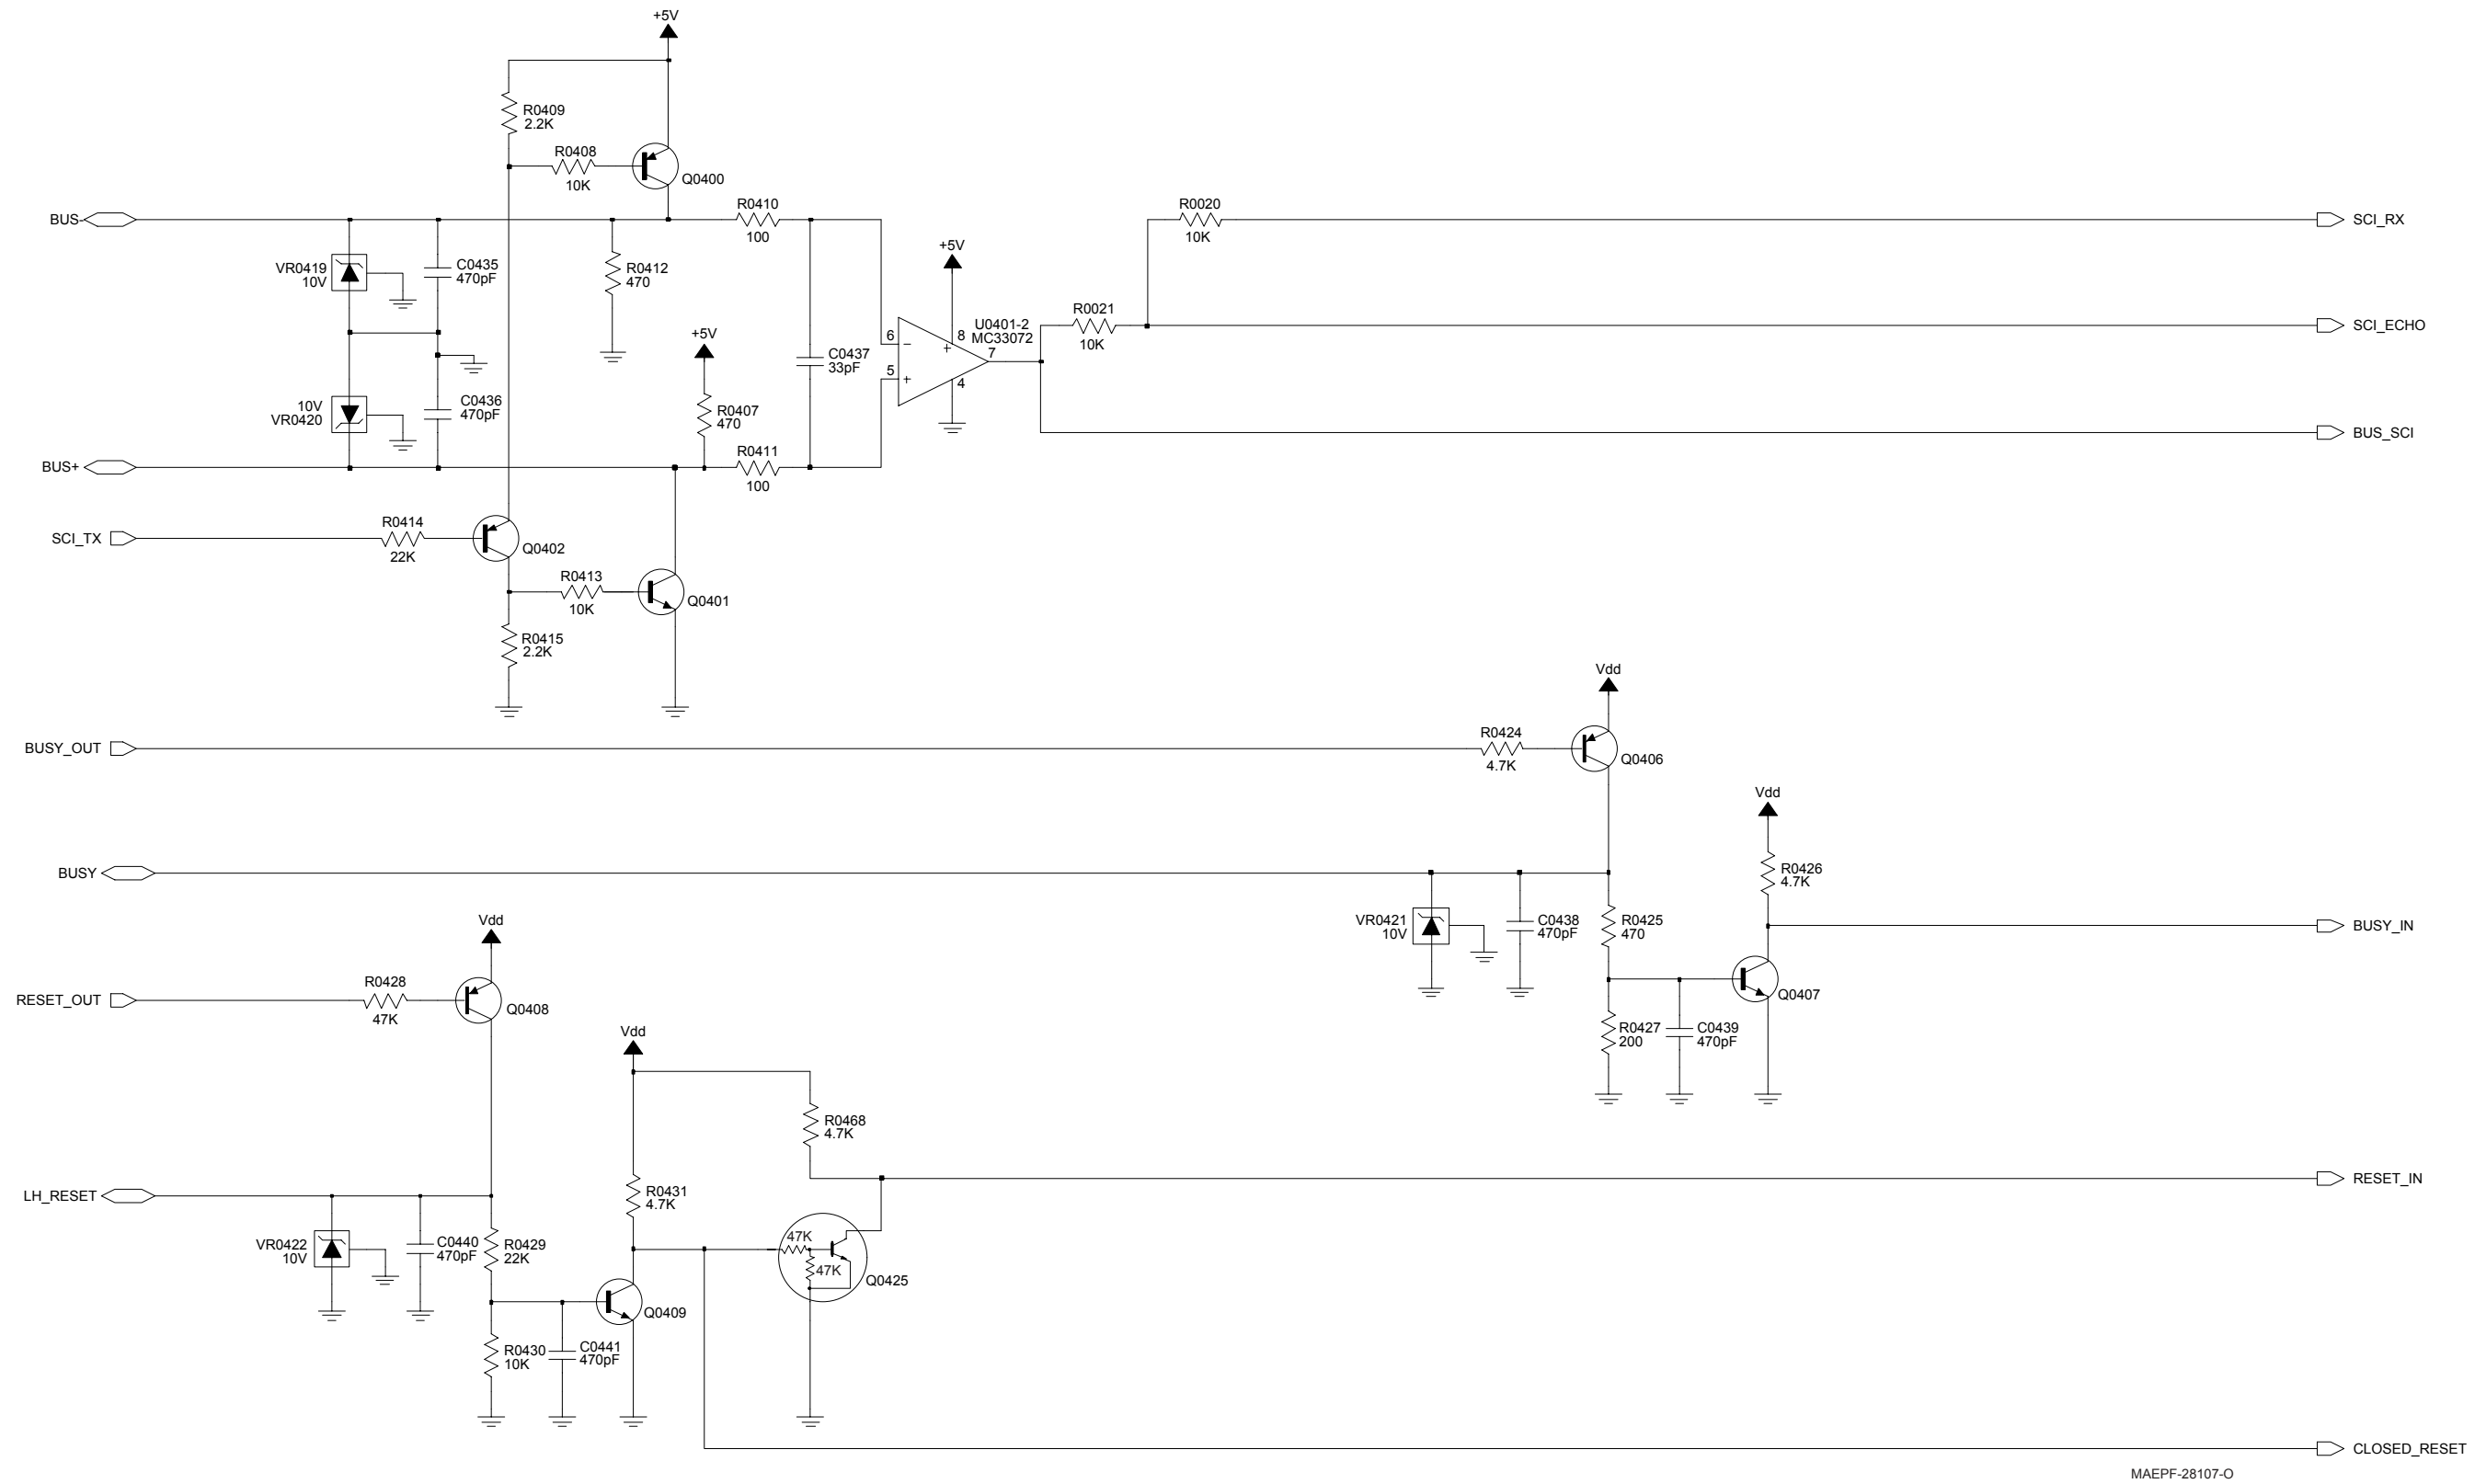 +5V
R0409
2.2K
R0408
10K
Q0400
BUS-
R0410
100
R0020
10K
SCI_RX
VR0419
10V
C0435
470pF
R0412
470
+5V
R0021
10K
U0401-2
MC33072
6
8
7
5
4
−
+
+
SCI_ECHO
+5V
C0437
33pF
10V
VR0420
C0436
470pF
R0407
470
BUS_SCI
BUS+
R0411
100
SCI_TX
R0414
22K
Q0402
R0413
10K
Q0401
R0415
2.2K
Vdd
BUSY_OUT
R0424
4.7K
Q0406
Vdd
BUSY
R0426
4.7K
VR0421
10V
C0438
470pF
R0425
470
BUSY_IN
Vdd
RESET_OUT
R0428
47K
Q0408
Q0407
Vdd
R0427
200
C0439
470pF
R0468
4.7K
LH_RESET
R0431
4.7K
RESET_IN
VR0422
10V
C0440
470pF
R0429
22K
47K
47K
Q0425
Q0409
R0430
10K
C0441
470pF
CLOSED_RESET
MAEPF-28107-O